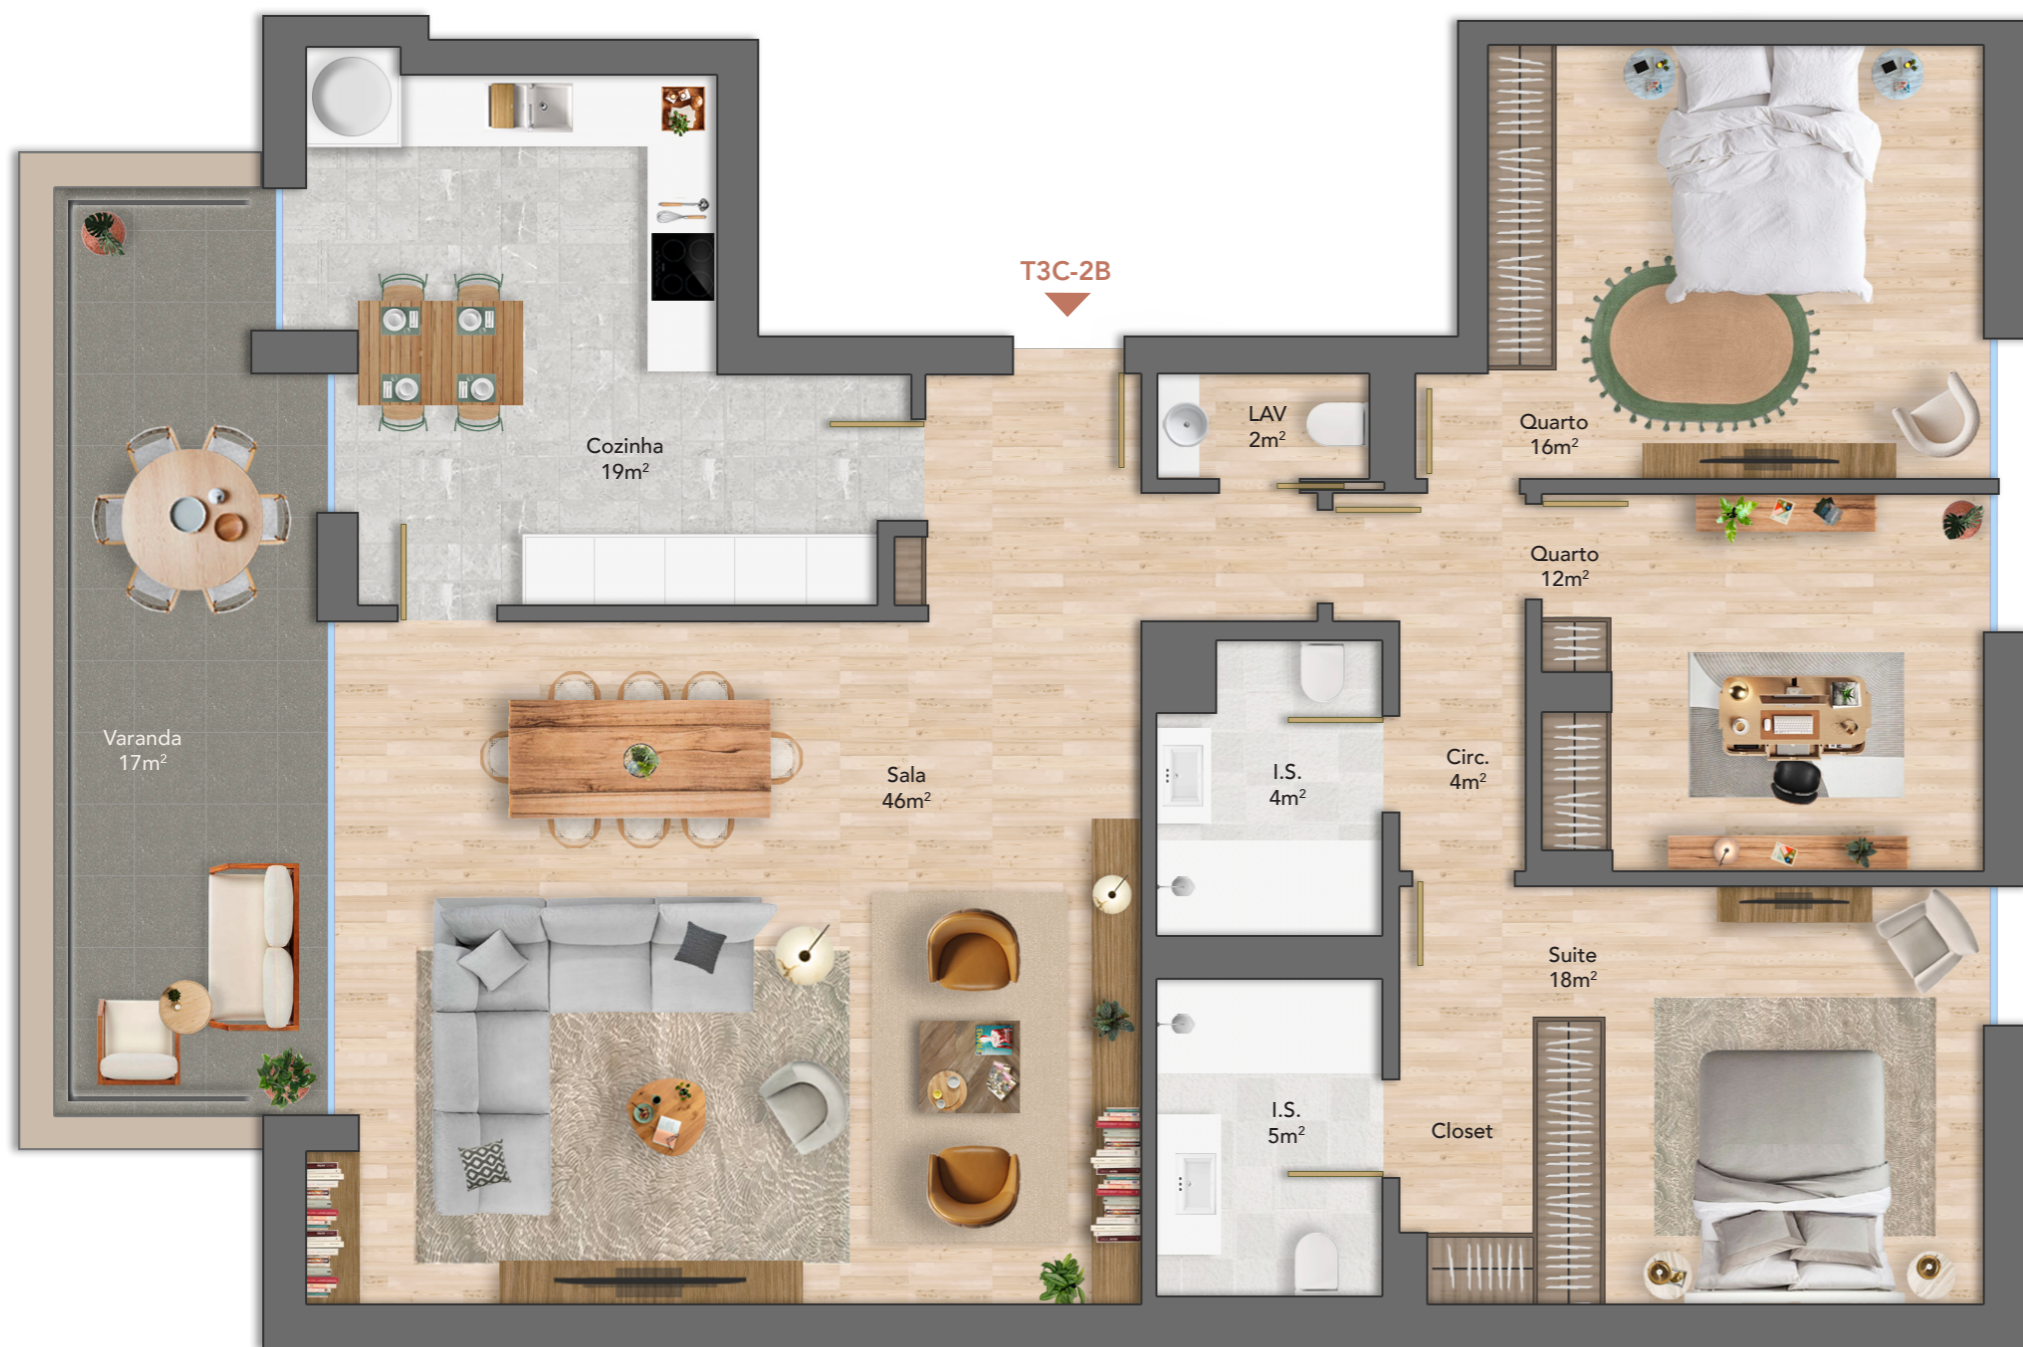 T3C-2B
LAV
2m²
Quarto
16m²
Cozinha
19m²
Quarto
12m²
Varanda
17m²
Sala
46m²
I.S.
4m²
Circ.
4m²
Suite
18m²
I.S.
5m²
Closet